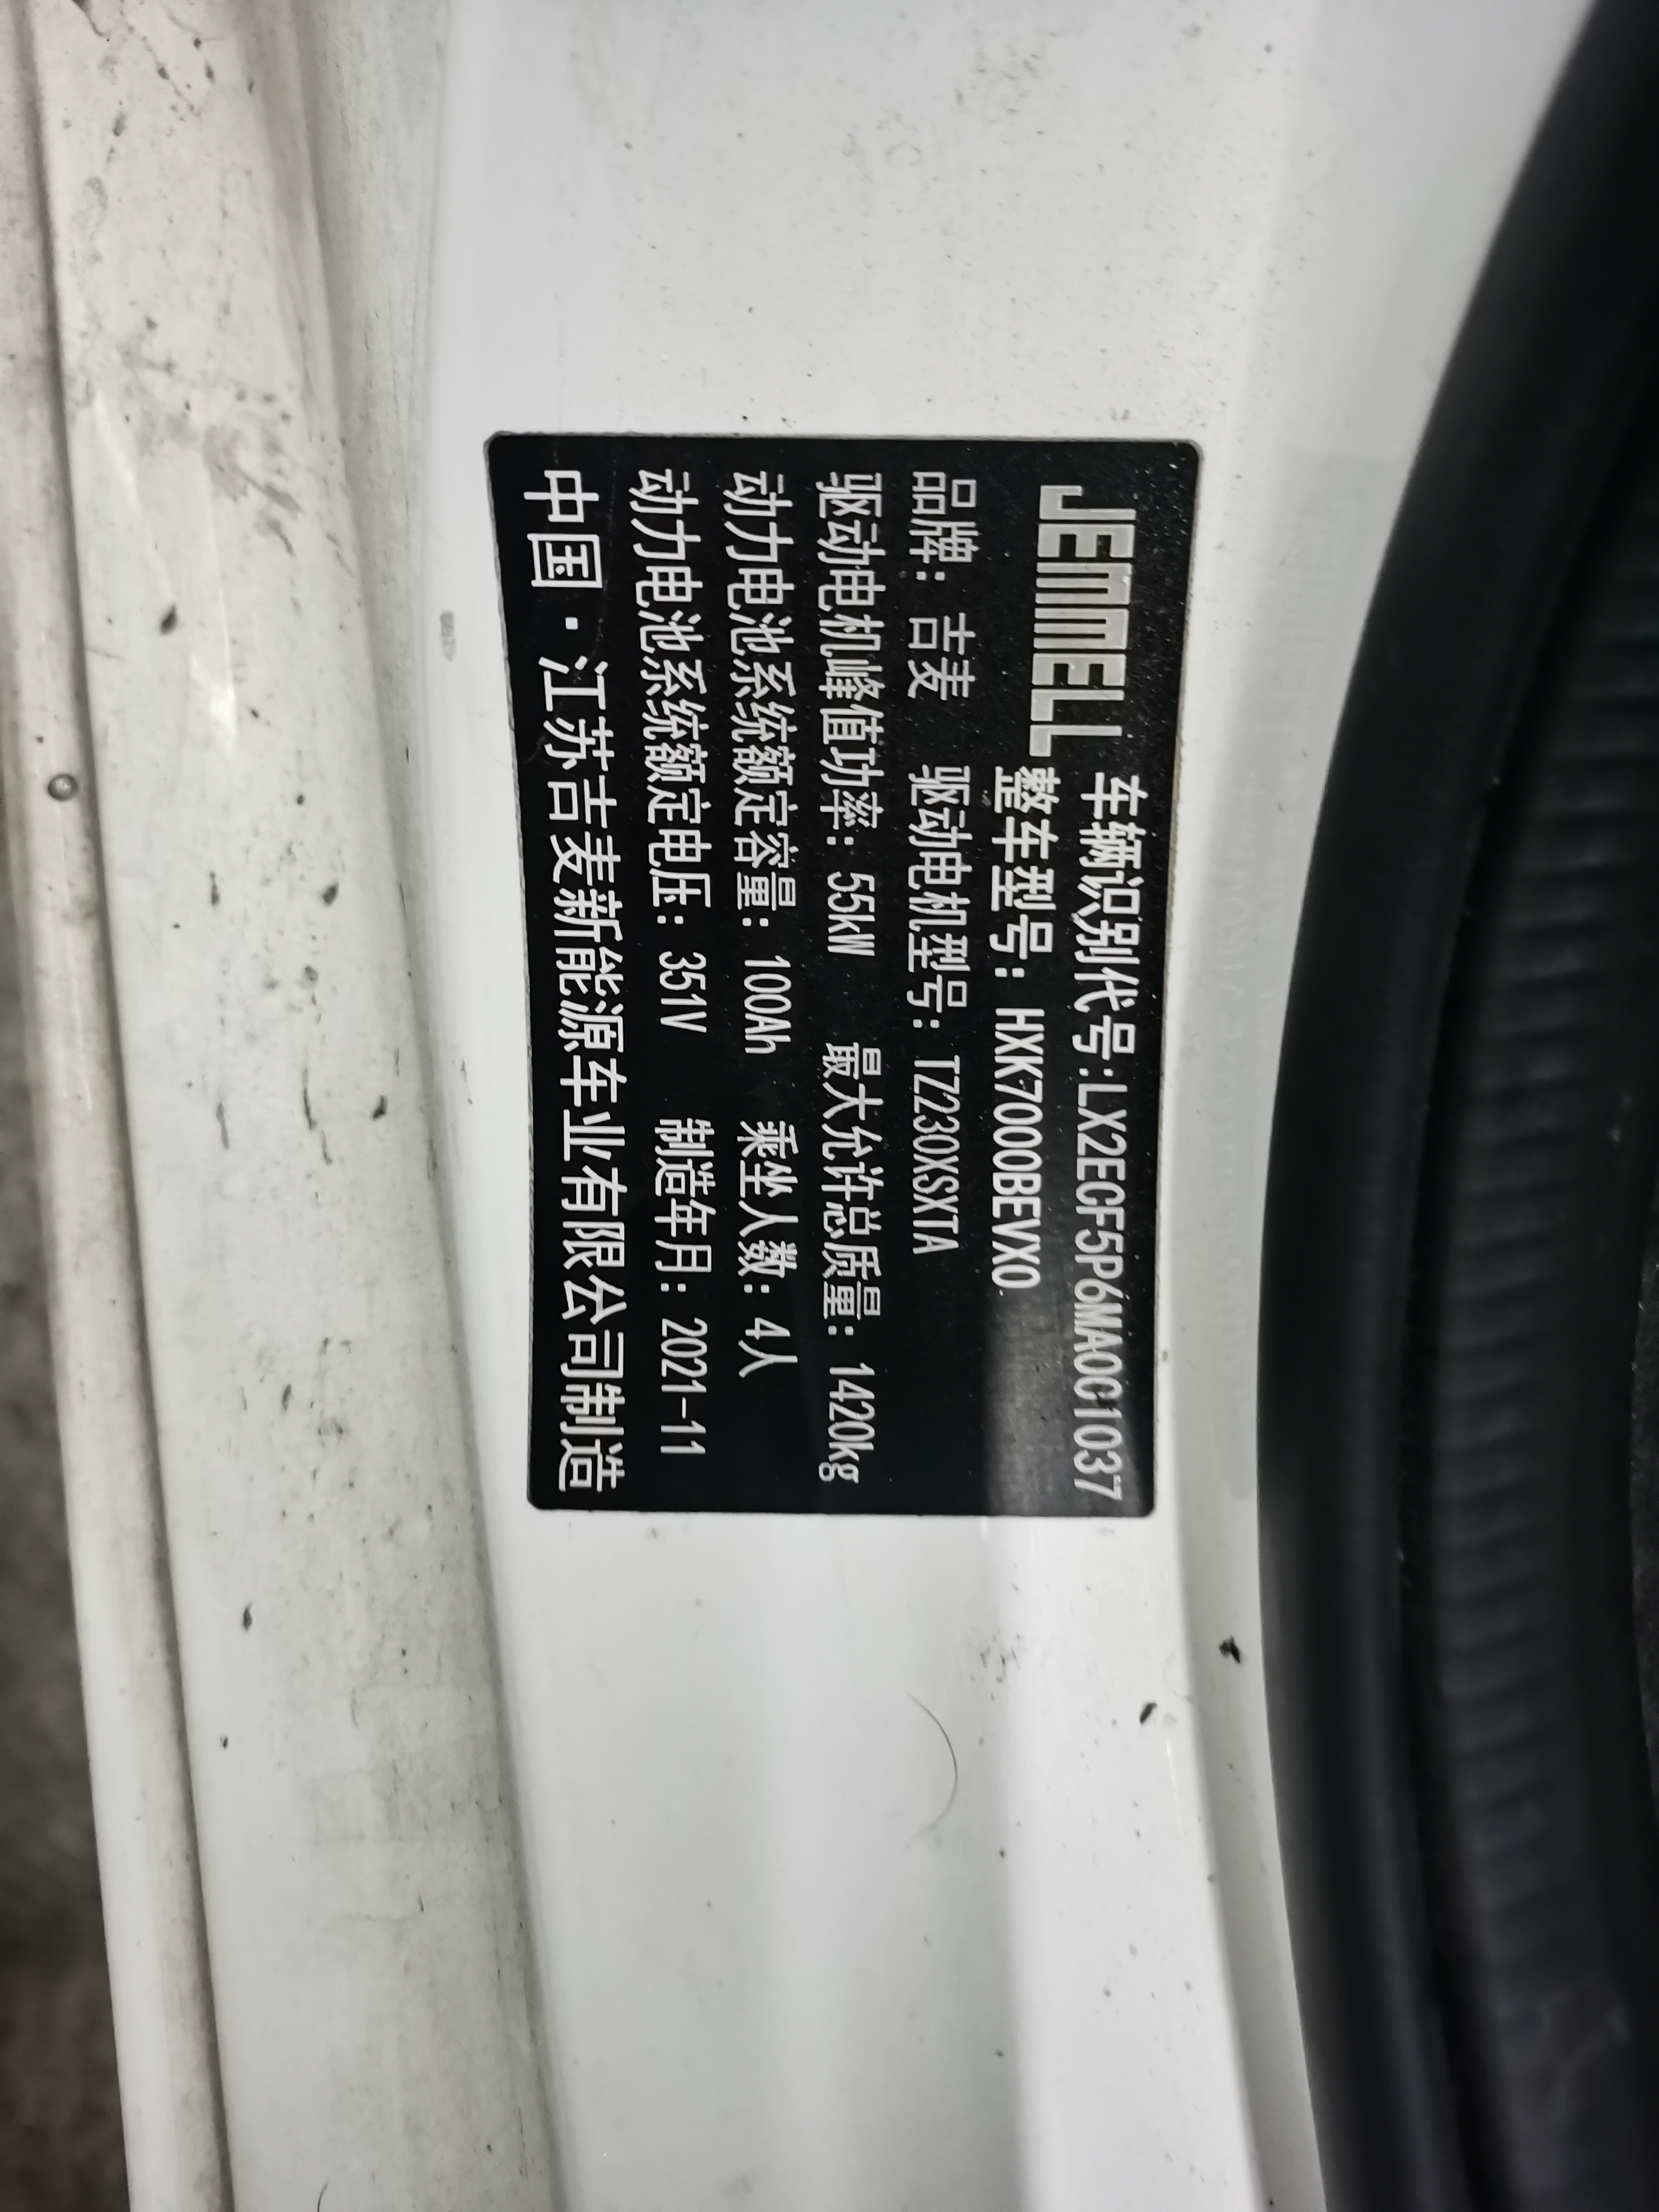 JEMMELL
车辆识别代号:LX2ECF5P6MA001037
整车型号: HXK7000BEVX0
品牌: 吉麦 驱动电机型号: TZ230XSXTA
驱动电机峰值功率: 55kW 最大允许总质量: 1420kg
动力电池系统额定容量: 100Ah 乘坐人数: 4人
动力电池系统额定电压: 351V 制造年月: 2021-11
中国·江苏吉麦新能源车业有限公司制造